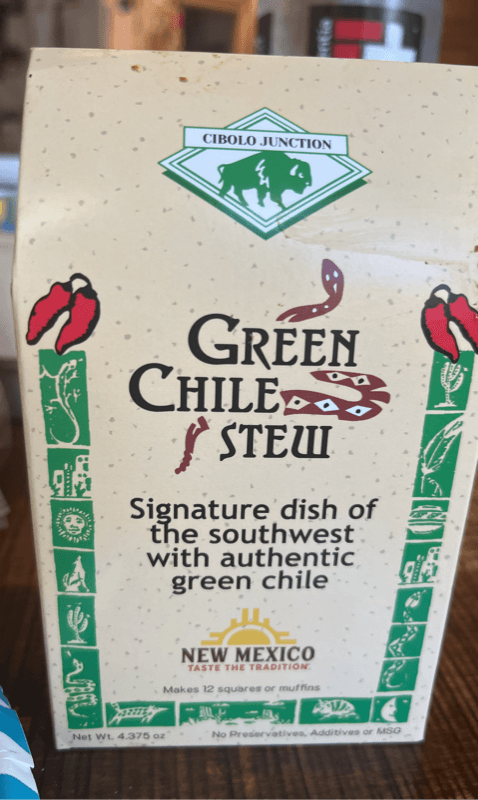 CIBOLO JUNCTION
GREEN
CHILE
STEW
Signature dish of
the southwest
with authentic
green chile
NEW MEXICO
TASTE THE TRADITION
Makes 12 squares or muffins
Net Wt. 4.375 oz
No Preservatives, Additives or MSG